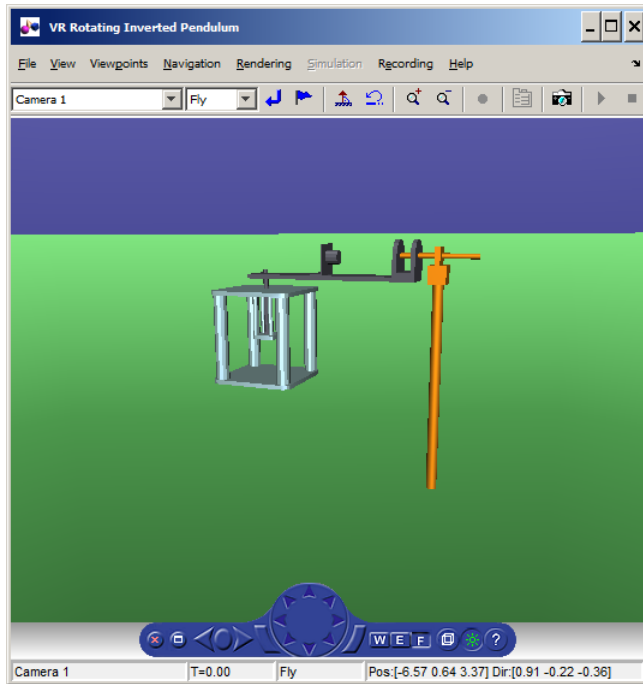 VR Rotating Inverted Pendulum
File View Viewpoints Navigation Rendering Simulation Recording Help
Camera 1 Fly
W E F ?
Camera 1 T=0.00 Fly Pos:[-6.57 0.64 3.37] Dir:[0.91 -0.22 -0.36]